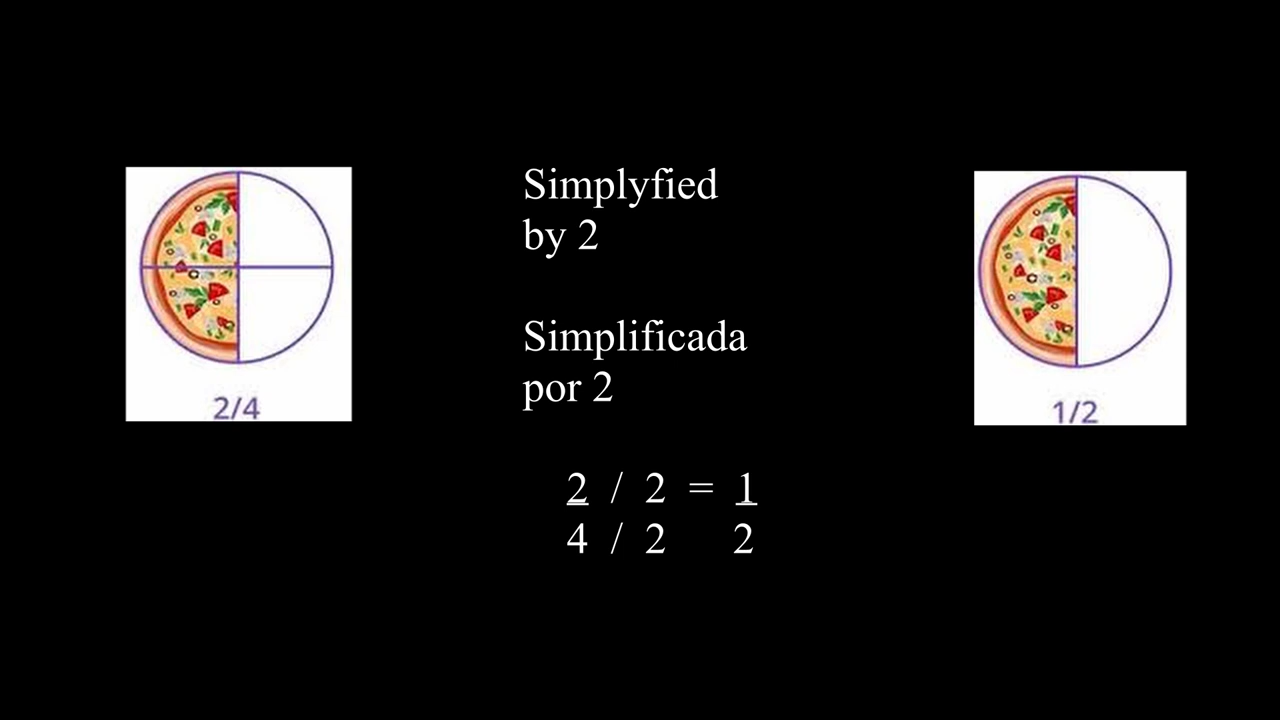 Simplyfied
by 2
Simplificada
por 2
2/4
1/2
2 / 2 = 1
4 / 2 2